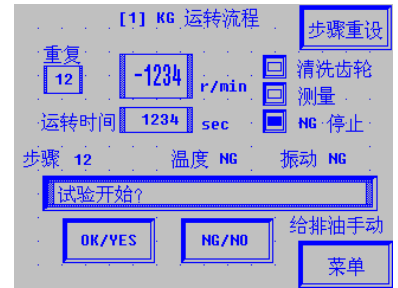 [1] KG 运转流程
步骤重设
重复
12
-1234 r/min
清洗齿轮
测量
运转时间 1234 sec
NG 停止
步骤 12 温度 NG 振动 NG
试验开始?
OK/YES NG/NO
给排油手动
菜单